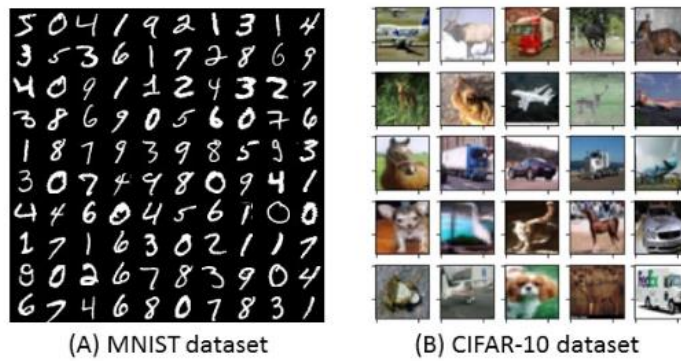 5 0 4 1 9 2 1 3 1 4
3 5 3 6 1 7 2 8 6 9
4 0 9 1 1 2 4 3 2 7
3 8 6 9 0 5 6 0 7 6
1 8 7 9 3 9 8 5 9 3
3 0 7 4 9 8 0 9 4 1
4 4 6 0 4 5 6 1 0 0
1 7 1 6 3 0 2 1 1 7
9 0 2 6 7 8 3 9 0 4
6 7 4 6 8 0 7 8 3 1
FedEx
(A) MNIST dataset
(B) CIFAR-10 dataset